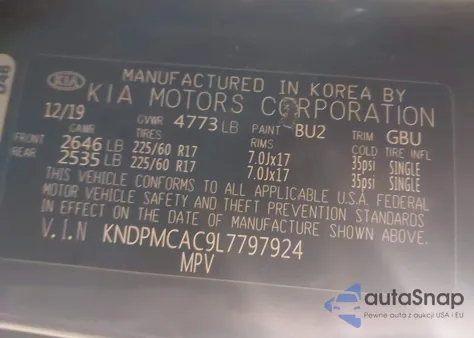 MANUFACTURED IN KOREA BY
KIA KIA MOTORS CORPORATION
12/19 GVWR 4773 LB PAINT BU2 TRIM GBU
GAWR TIRES RIMS COLD TIRE INFL
FRONT 2646 LB 225/60 R17 7.0Jx17 35psi SINGLE
REAR 2535 LB 225/60 R17 7.0Jx17 35psi SINGLE
THIS VEHICLE CONFORMS TO ALL APPLICABLE U.S.A. FEDERAL
MOTOR VEHICLE SAFETY AND THEFT PREVENTION STANDARDS
IN EFFECT ON THE DATE OF MANUFACTURE SHOWN ABOVE.
V.I.N KNDPMCAC9L7797924
MPV
autoSnap
Pewne auta z aukcji USA i EU